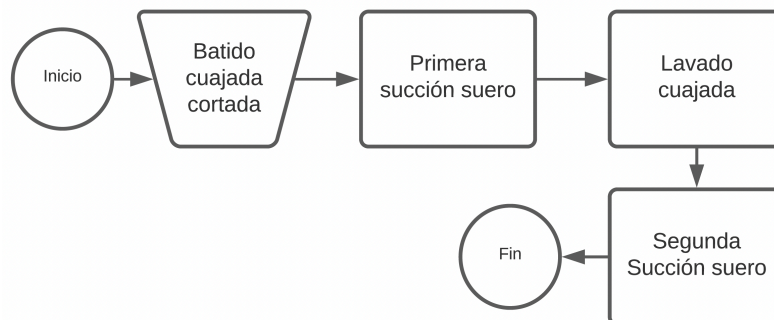 Inicio
Batido
cuajada
cortada
Primera
succión suero
Lavado
cuajada
Segunda
Succión suero
Fin